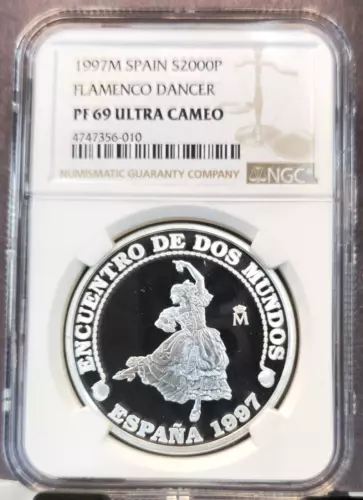 1997M SPAIN S2000P
FLAMENCO DANCER
PF 69 ULTRA CAMEO
4747356-010
NUMISMATIC GUARANTY COMPANY
NGC
ENCUENTRO DE DOS MUNDOS
M
ESPAÑA 1997